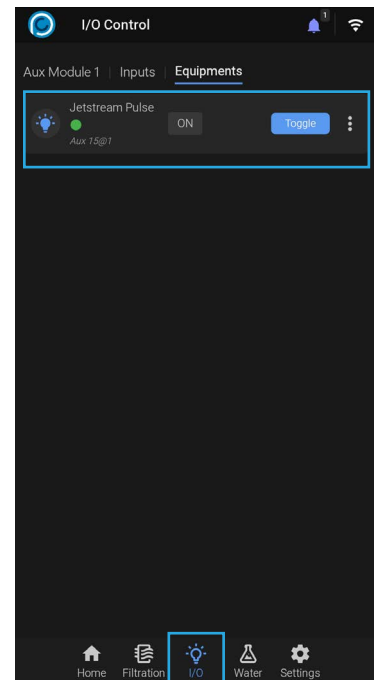 I/O Control
1
Aux Module 1 | Inputs | Equipments
Jetstream Pulse
ON
Toggle
Aux 15@1
Home Filtration I/O Water Settings